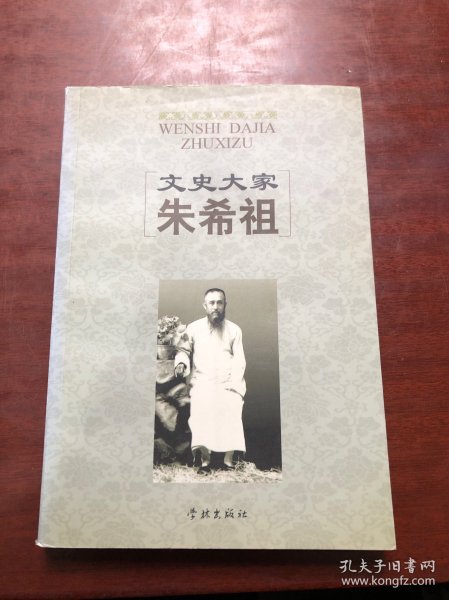 WENSHI DAJIA
ZHUXIZU
文史大家
朱希祖
学林出版社
孔夫子旧书网
www.kongfz.com